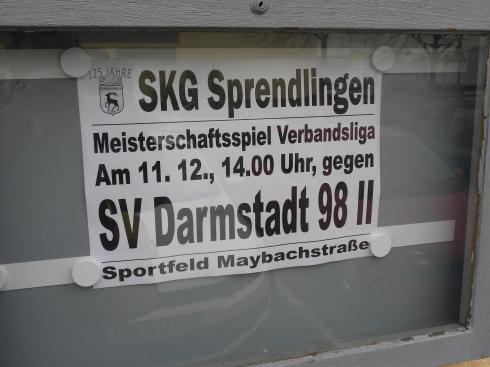 125 JAHRE
SKG Sprendlingen
Meisterschaftsspiel Verbandsliga
Am 11. 12., 14.00 Uhr, gegen
SV Darmstadt 98 II
Sportfeld Maybachstraße